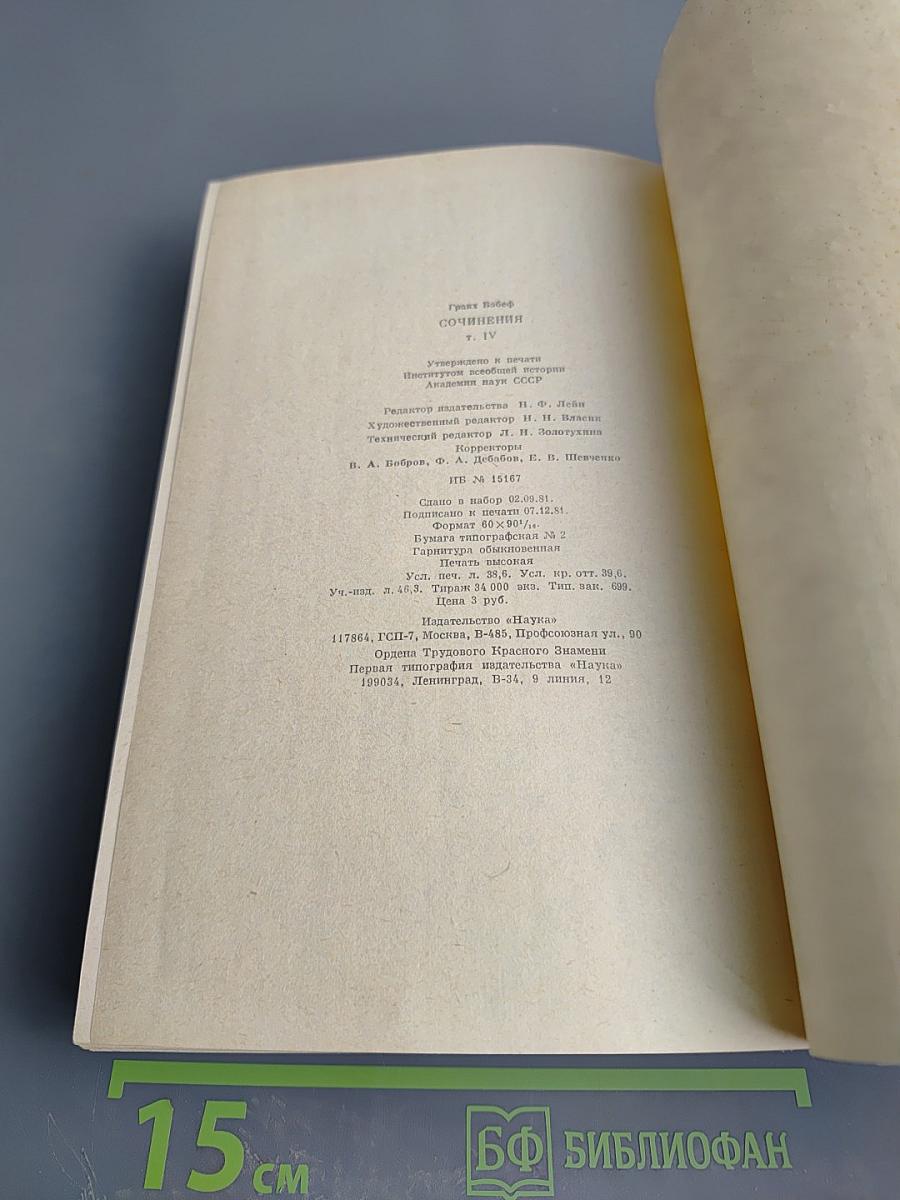 Гракх Бабеф
СОЧИНЕНИЯ
т. IV
Утверждено к печати
Институтом всеобщей истории
Академии наук СССР
Редактор издательства Н. Ф. Лейн
Художественный редактор Н. Н. Власик
Технический редактор Л. Н. Золотухина
Корректоры
В. А. Бобров, Ф. А. Дебабов, Е. В. Шевченко
ИБ № 15167
Сдано в набор 02.09.81.
Подписано к печати 07.12.81.
Формат 60×90¹/₁₆.
Бумага типографская № 2
Гарнитура обыкновенная
Печать высокая
Усл. печ. л. 38,6. Усл. кр. отт. 39,6.
Уч.-изд. л. 46,3. Тираж 34 000 экз. Тип. зак. 699.
Цена 3 руб.
Издательство «Наука»
117864, ГСП-7, Москва, В-485, Профсоюзная ул., 90
Ордена Трудового Красного Знамени
Первая типография издательства «Наука»
199034, Ленинград, В-34, 9 линия, 12
15 см
БФ БИБЛИОФАН